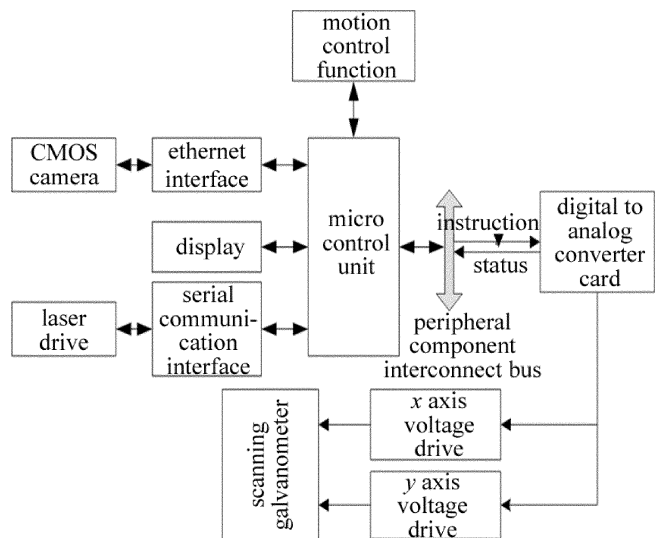 motion
control
function
CMOS
camera
ethernet
interface
micro
control
unit
display
laser
drive
serial
communi-
cation
interface
instruction
status
digital to
analog
converter
card
peripheral
component
interconnect bus
scanning
galvanometer
x axis
voltage
drive
y axis
voltage
drive